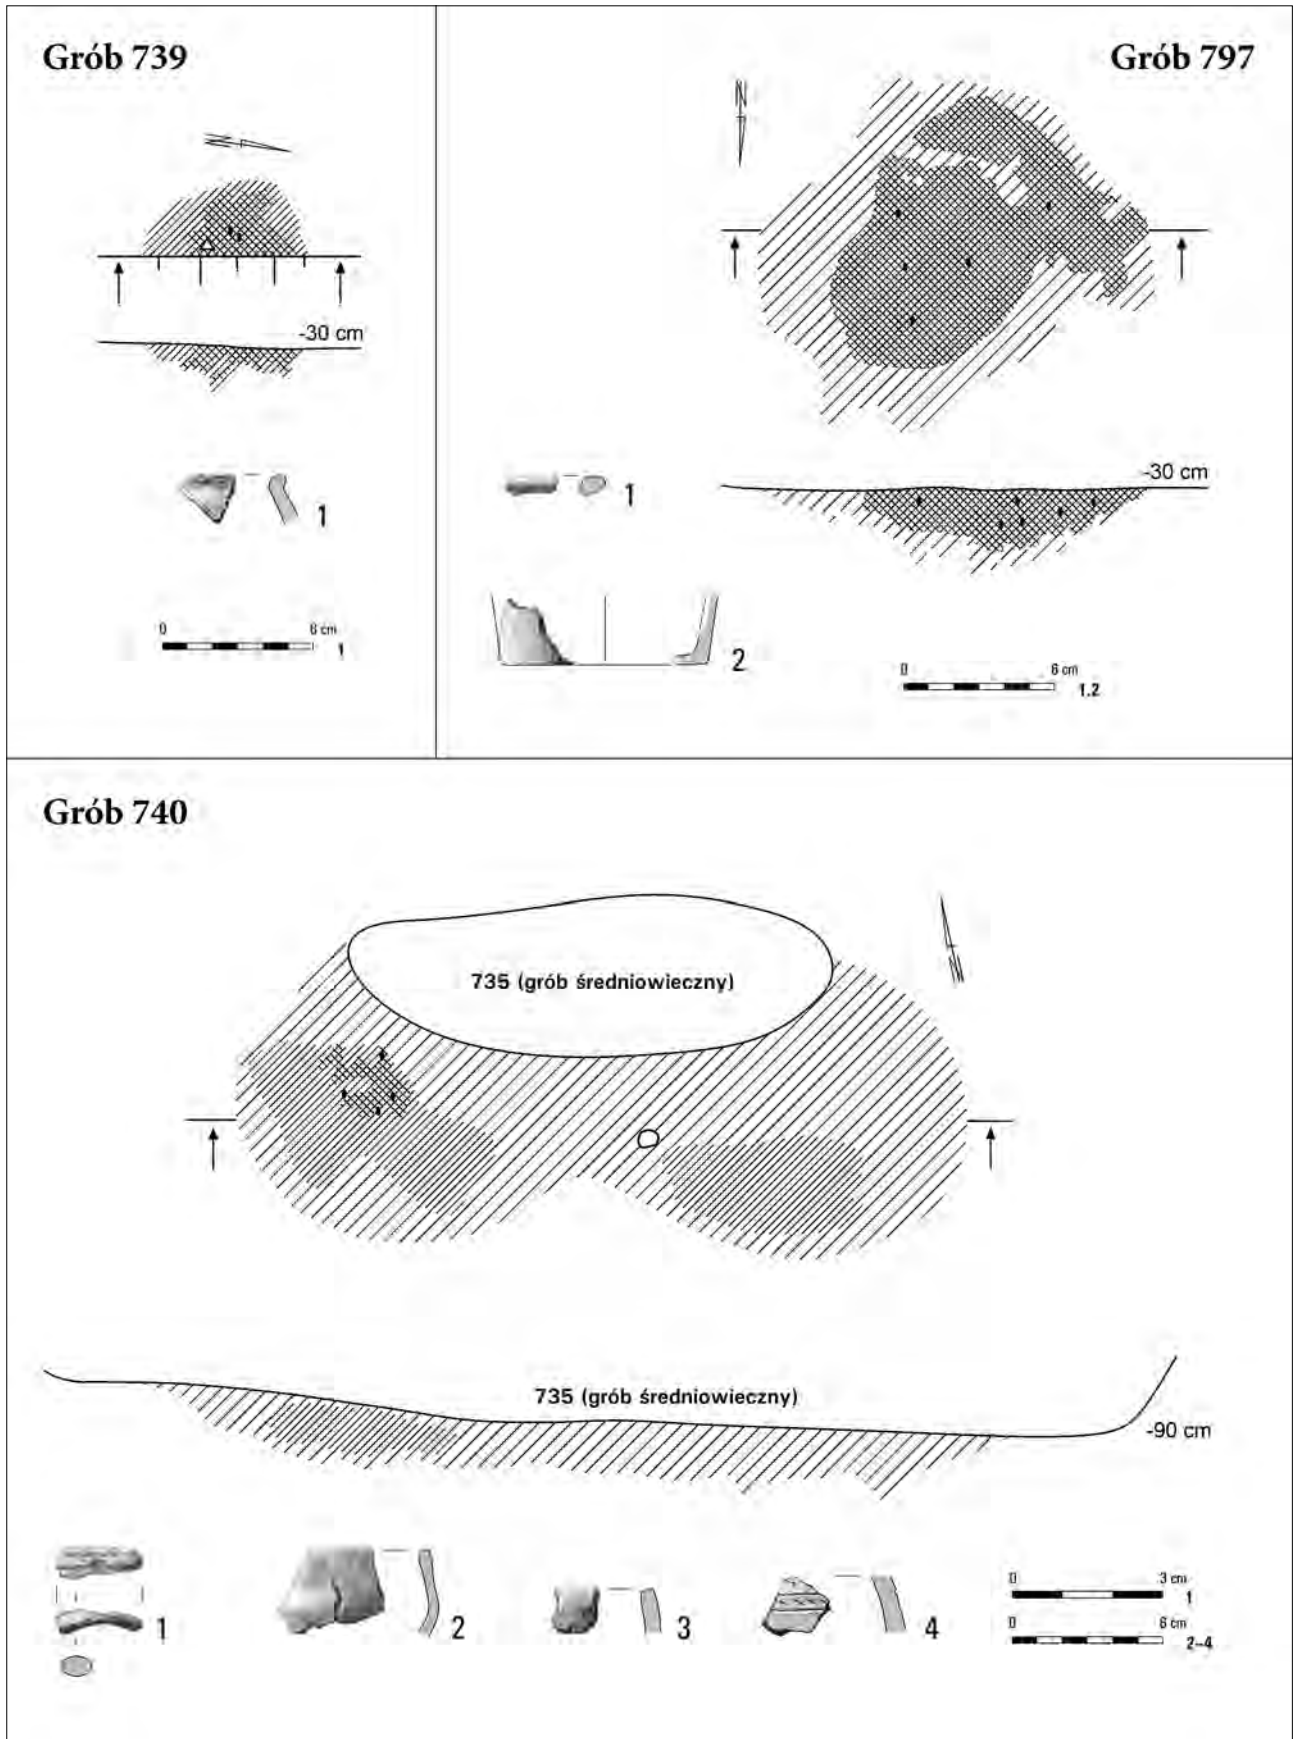 Grób 739
N
-30 cm
1
0 6 cm
1
Grób 797
N
-30 cm
1
2
0 6 cm
1.2
Grób 740
N
735 (grób średniowieczny)
735 (grób średniowieczny)
-90 cm
1
2
3
4
0 3 cm
1
0 6 cm
2–4